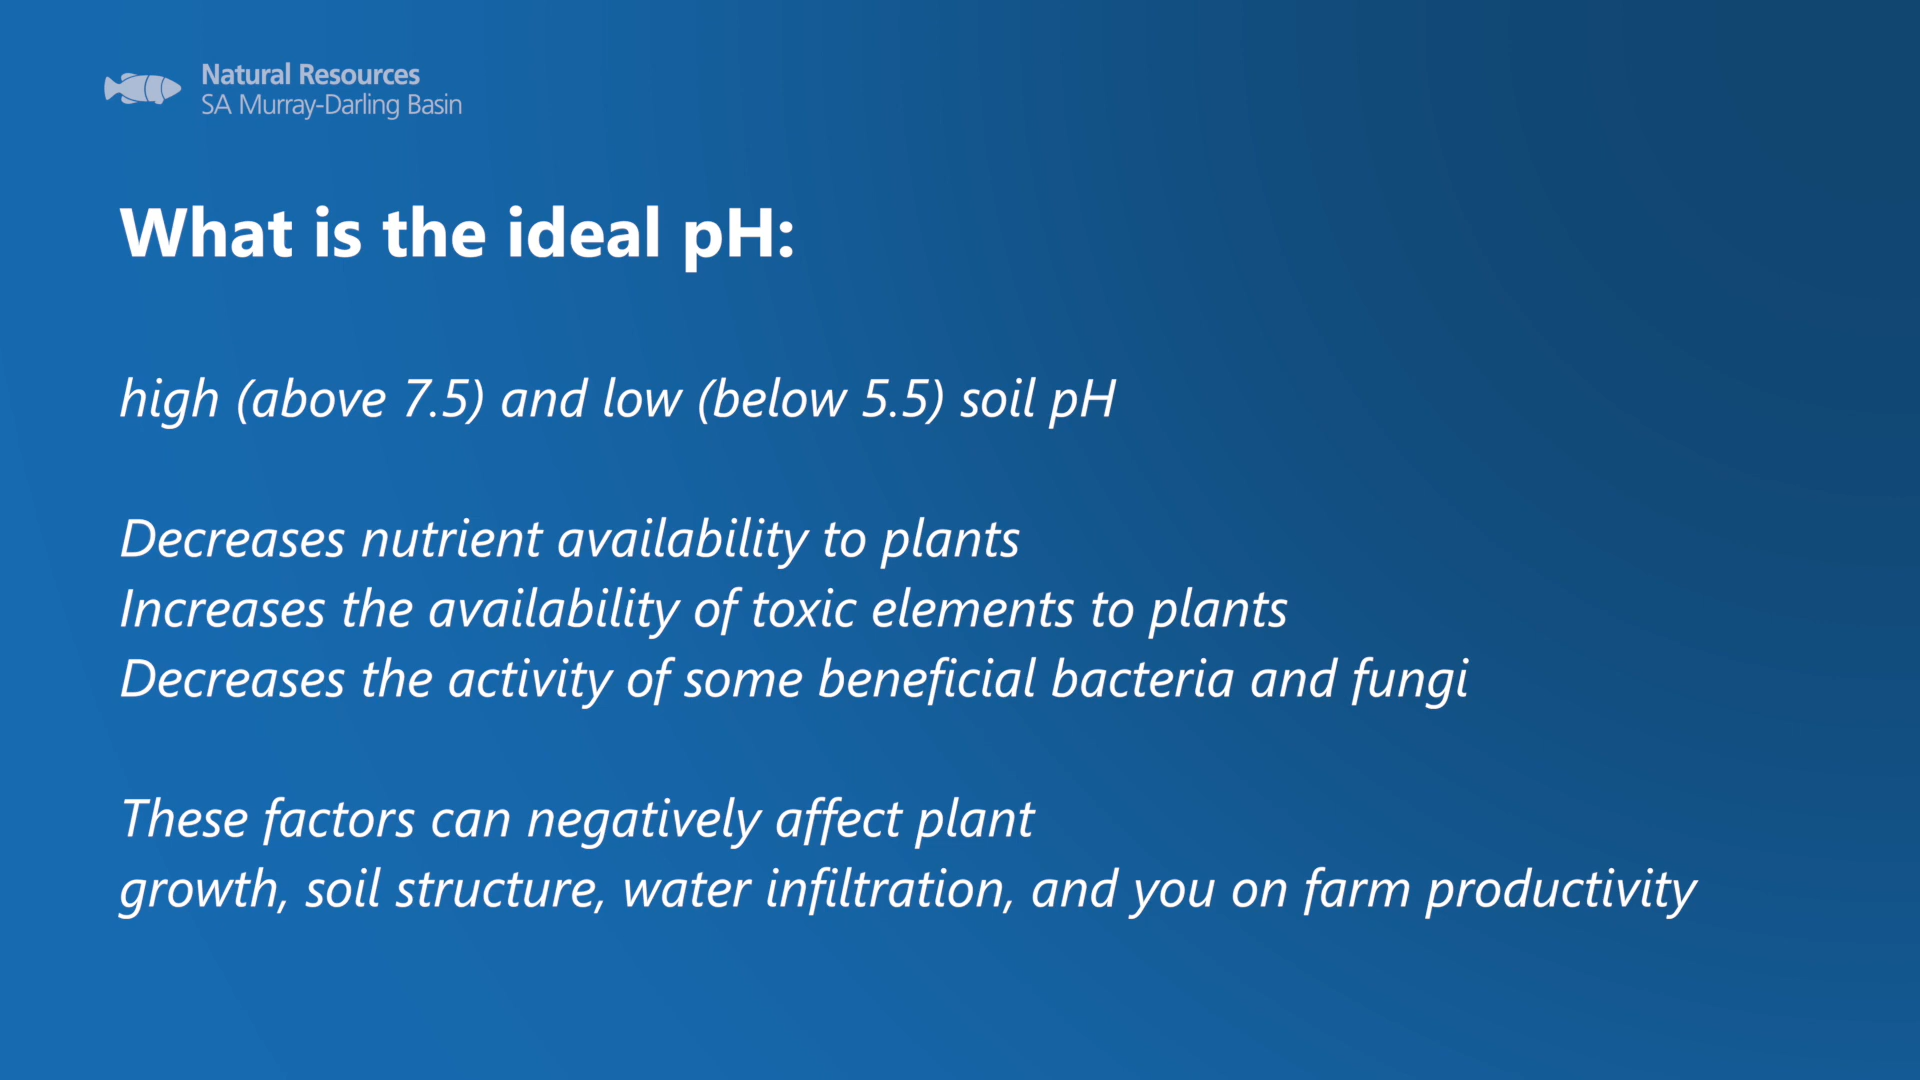 Natural Resources
SA Murray-Darling Basin
What is the ideal pH:
high (above 7.5) and low (below 5.5) soil pH
Decreases nutrient availability to plants
Increases the availability of toxic elements to plants
Decreases the activity of some beneficial bacteria and fungi
These factors can negatively affect plant
growth, soil structure, water infiltration, and you on farm productivity